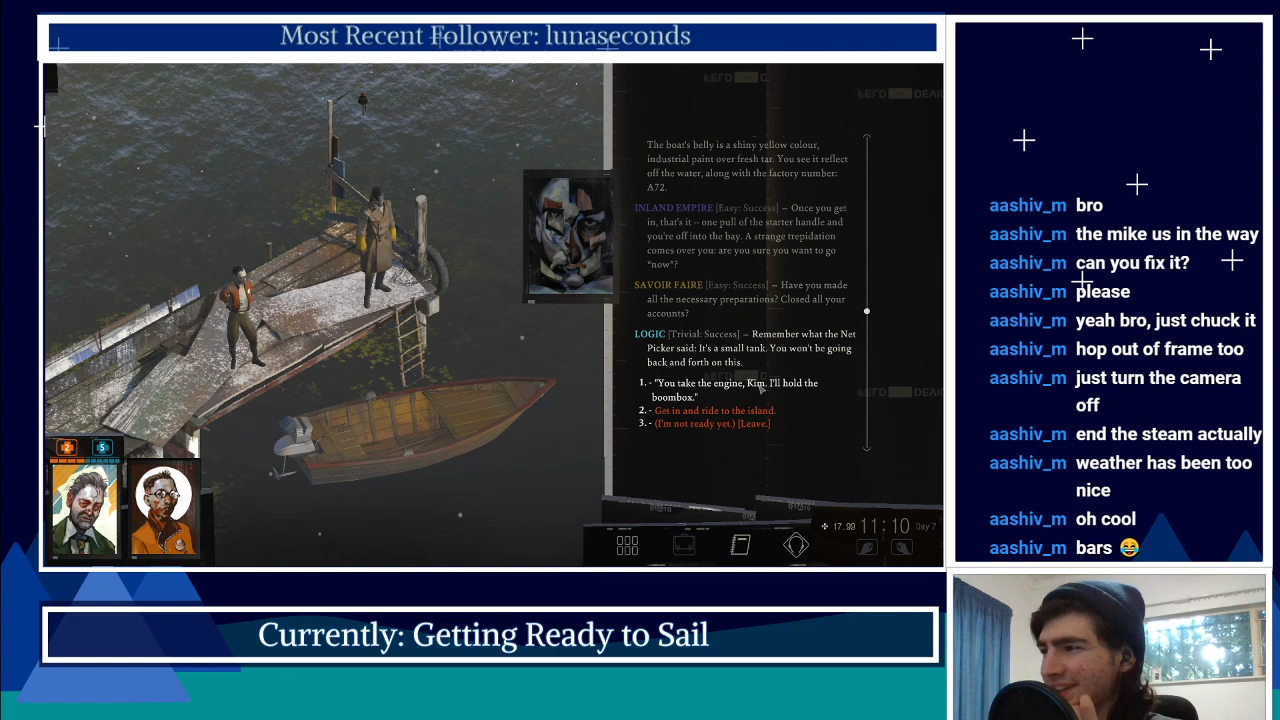 Most Recent Follower: lunaseconds
The boat's belly is a shiny yellow colour,
industrial paint over fresh tar. You see it reflect
off the water, along with the factory number:
A72.
INLAND EMPIRE [Easy: Success] – Once you get
in, that's it – one pull of the starter handle and
you're off into the bay. A strange trepidation
comes over you: are you sure you want to go
*now*?
SAVOIR FAIRE [Easy: Success] – Have you made
all the necessary preparations? Closed all your
accounts?
LOGIC [Trivial: Success] – Remember what the Net
Picker said: It's a small tank. You won't be going
back and forth on this.
1. - "You take the engine, Kim. I'll hold the
boombox."
2. - Get in and ride to the island.
3. - (I'm not ready yet.) [Leave.]
2 5
17.99 11:10 Day 7
aashiv_m bro
aashiv_m the mike us in the way
aashiv_m can you fix it?
aashiv_m please
aashiv_m yeah bro, just chuck it
aashiv_m hop out of frame too
aashiv_m just turn the camera
off
aashiv_m end the steam actually
aashiv_m weather has been too
nice
aashiv_m oh cool
aashiv_m bars 😂
Currently: Getting Ready to Sail